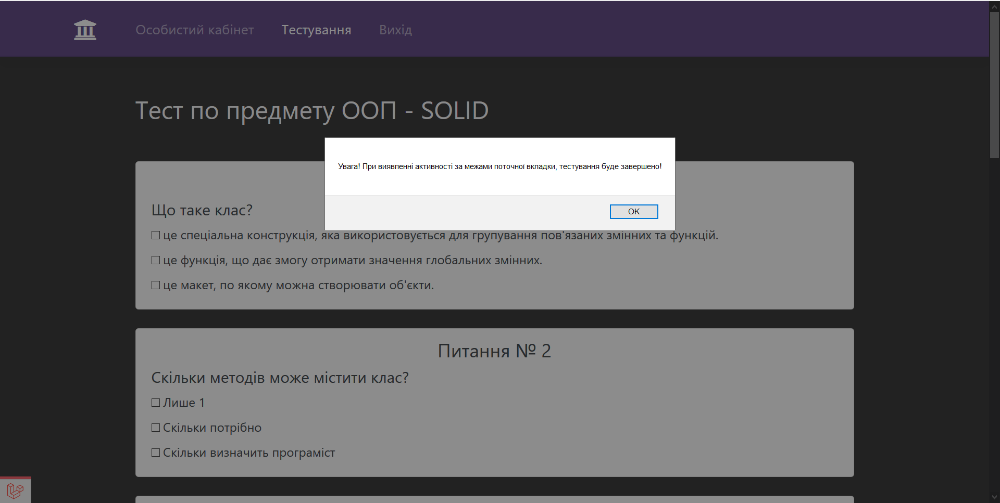 Особистий кабінет Тестування Вихід
Тест по предмету ООП - SOLID
Увага! При виявленні активності за межами поточної вкладки, тестування буде завершено!
OK
Що таке клас?
це спеціальна конструкція, яка використовується для групування пов'язаних змінних та функцій.
це функція, що дає змогу отримати значення глобальних змінних.
це макет, по якому можна створювати об'єкти.
Питання № 2
Скільки методів може містити клас?
Лише 1
Скільки потрібно
Скільки визначить програміст